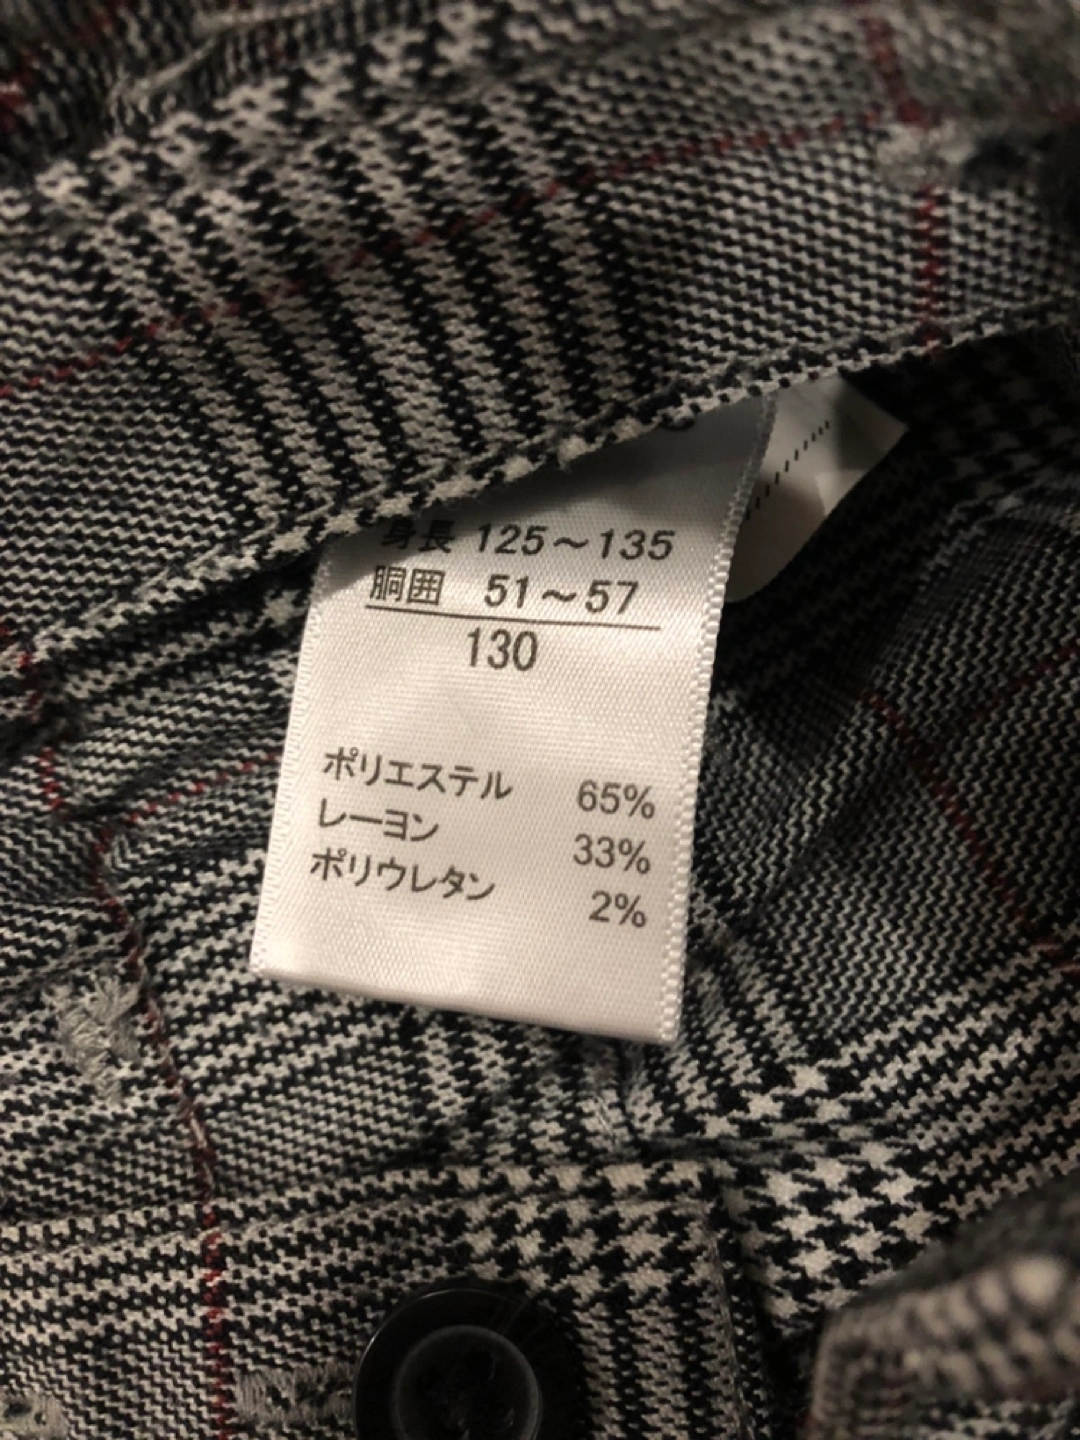 身長 125～135
胴囲 51～57
130
ポリエステル 65%
レーヨン 33%
ポリウレタン 2%